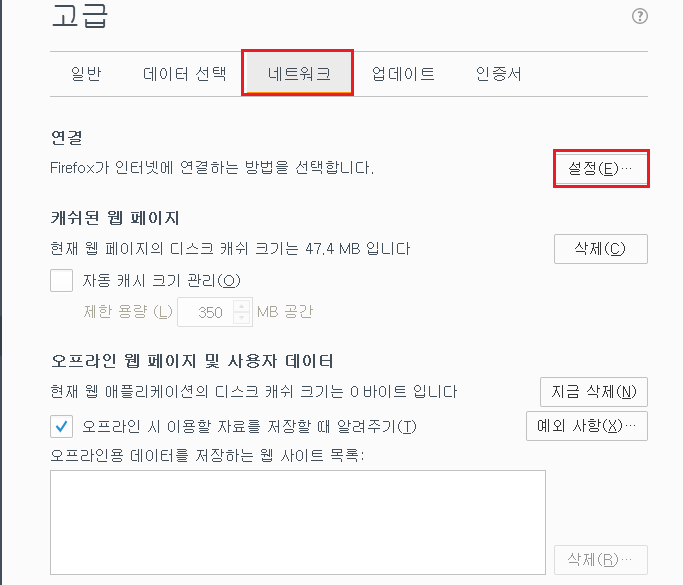 고급
?
일반 데이터 선택 네트워크 업데이트 인증서
연결
Firefox가 인터넷에 연결하는 방법을 선택합니다.
설정(E)...
캐쉬된 웹 페이지
현재 웹 페이지의 디스크 캐쉬 크기는 47.4 MB 입니다
삭제(C)
자동 캐시 크기 관리(O)
제한 용량 (L) 350 MB 공간
오프라인 웹 페이지 및 사용자 데이터
현재 웹 애플리케이션의 디스크 캐쉬 크기는 0 바이트 입니다
지금 삭제(N)
오프라인 시 이용할 자료를 저장할 때 알려주기(T)
예외 사항(X)...
오프라인용 데이터를 저장하는 웹 사이트 목록:
삭제(R)...